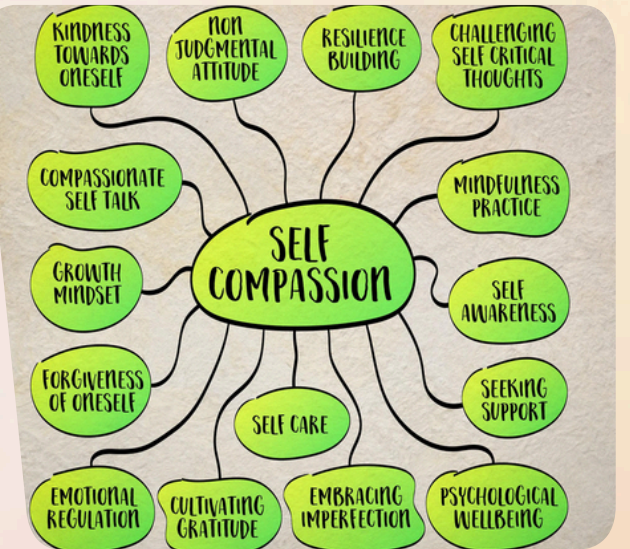 KINDNESS
TOWARDS
ONESELF
NON
JUDGMENTAL
ATTITUDE
RESILIENCE
BUILDING
CHALLENGING
SELF CRITICAL
THOUGHTS
COMPASSIONATE
SELF TALK
MINDFULNESS
PRACTICE
SELF
COMPASSION
GROWTH
MINDSET
SELF
AWARENESS
FORGIVENESS
OF ONESELF
SEEKING
SUPPORT
SELF CARE
EMOTIONAL
REGULATION
CULTIVATING
GRATITUDE
EMBRACING
IMPERFECTION
PSYCHOLOGICAL
WELLBEING